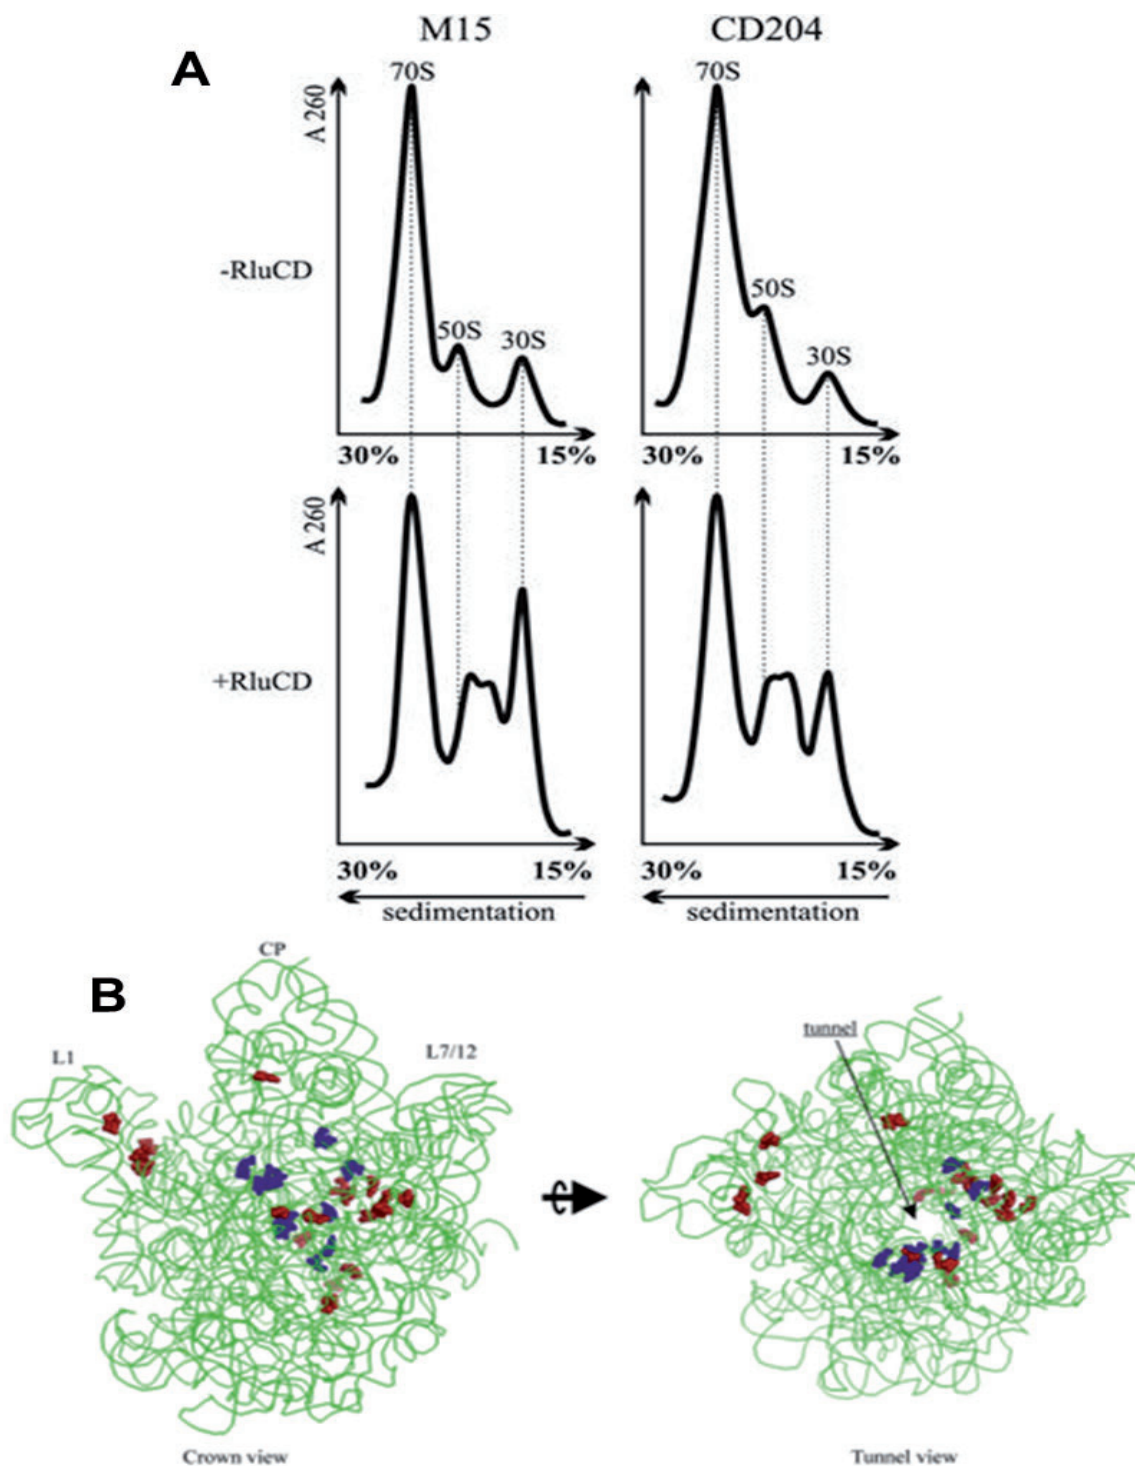 M15 CD204
A
70S 70S
A 260
-RluCD
50S 30S
50S
30S
30% 15% 30% 15%
A 260
+RluCD
30% 15% 30% 15%
sedimentation sedimentation
CP
B
L1 L7/12
tunnel
Crown view Tunnel view